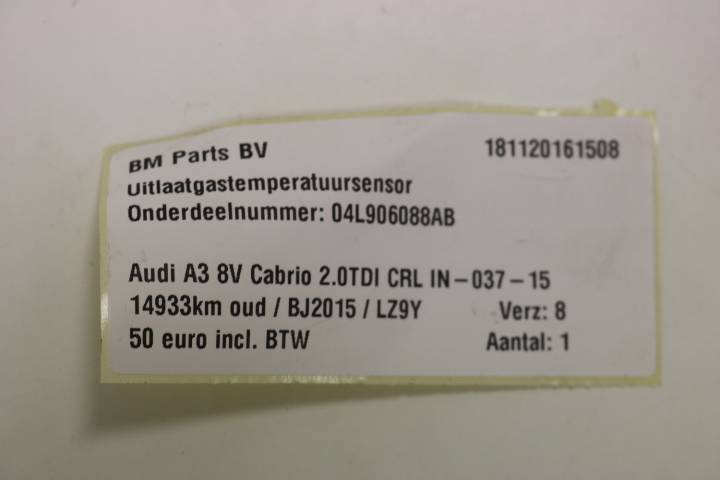 BM Parts BV 181120161508
Uitlaatgastemperatuursensor
Onderdeelnummer: 04L906088AB
Audi A3 8V Cabrio 2.0TDI CRL IN-037-15
14933km oud / BJ2015 / LZ9Y Verz: 8
50 euro incl. BTW Aantal: 1